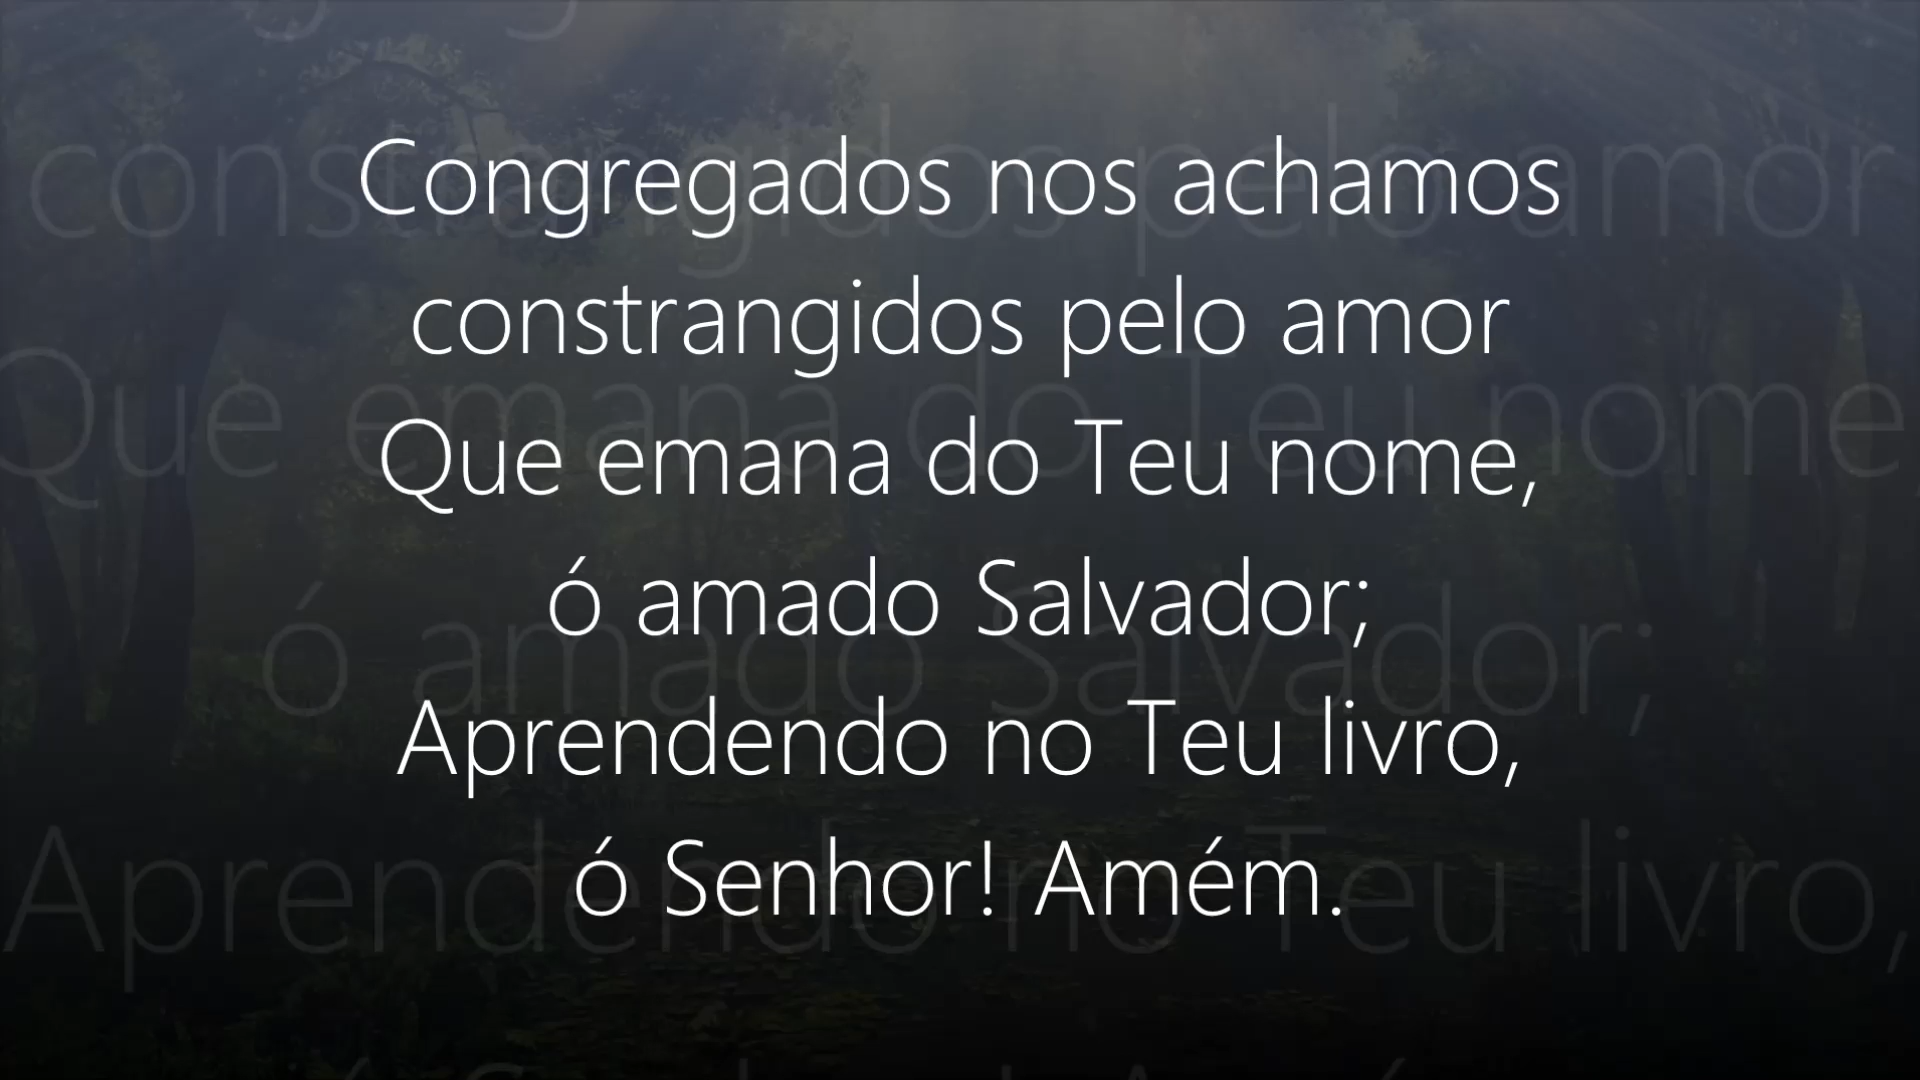 Congregados nos achamos
constrangidos pelo amor
Que emana do Teu nome,
ó amado Salvador;
Aprendendo no Teu livro,
ó Senhor! Amém.